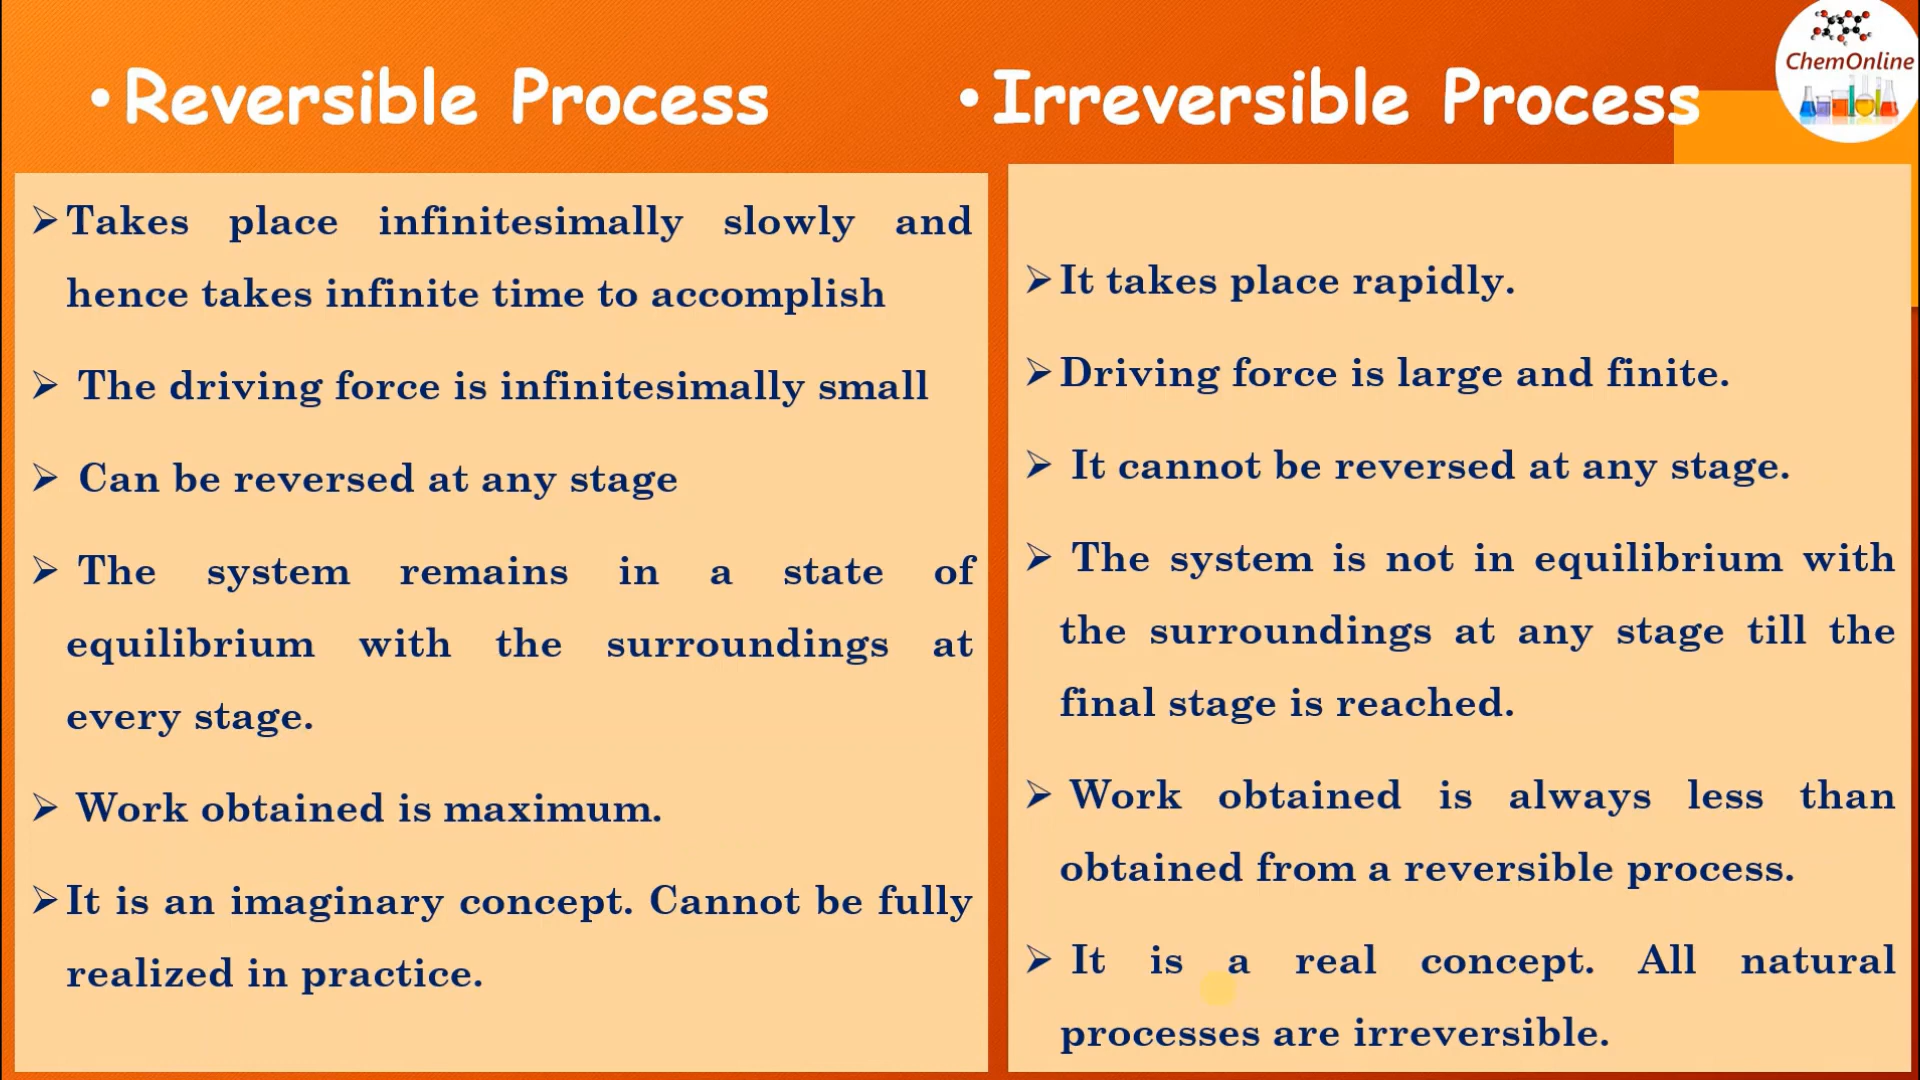 • Reversible Process
➢ Takes place infinitesimally slowly and
hence takes infinite time to accomplish
➢ The driving force is infinitesimally small
➢ Can be reversed at any stage
➢ The system remains in a state of
equilibrium with the surroundings at
every stage.
➢ Work obtained is maximum.
➢ It is an imaginary concept. Cannot be fully
realized in practice.
• Irreversible Process
➢ It takes place rapidly.
➢ Driving force is large and finite.
➢ It cannot be reversed at any stage.
➢ The system is not in equilibrium with
the surroundings at any stage till the
final stage is reached.
➢ Work obtained is always less than
obtained from a reversible process.
➢ It is a real concept. All natural
processes are irreversible.
ChemOnline